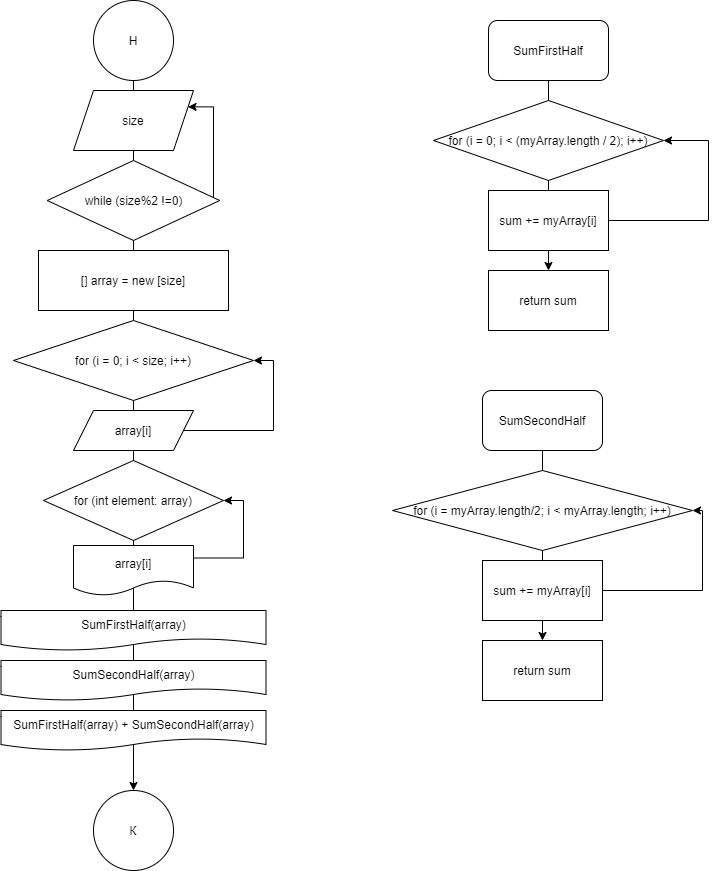 H
size
while (size%2 !=0)
[] array = new [size]
for (i = 0; i < size; i++)
array[i]
for (int element: array)
array[i]
SumFirstHalf(array)
SumSecondHalf(array)
SumFirstHalf(array) + SumSecondHalf(array)
K
SumFirstHalf
for (i = 0; i < (myArray.length / 2); i++)
sum += myArray[i]
return sum
SumSecondHalf
for (i = myArray.length/2; i < myArray.length; i++)
sum += myArray[i]
return sum